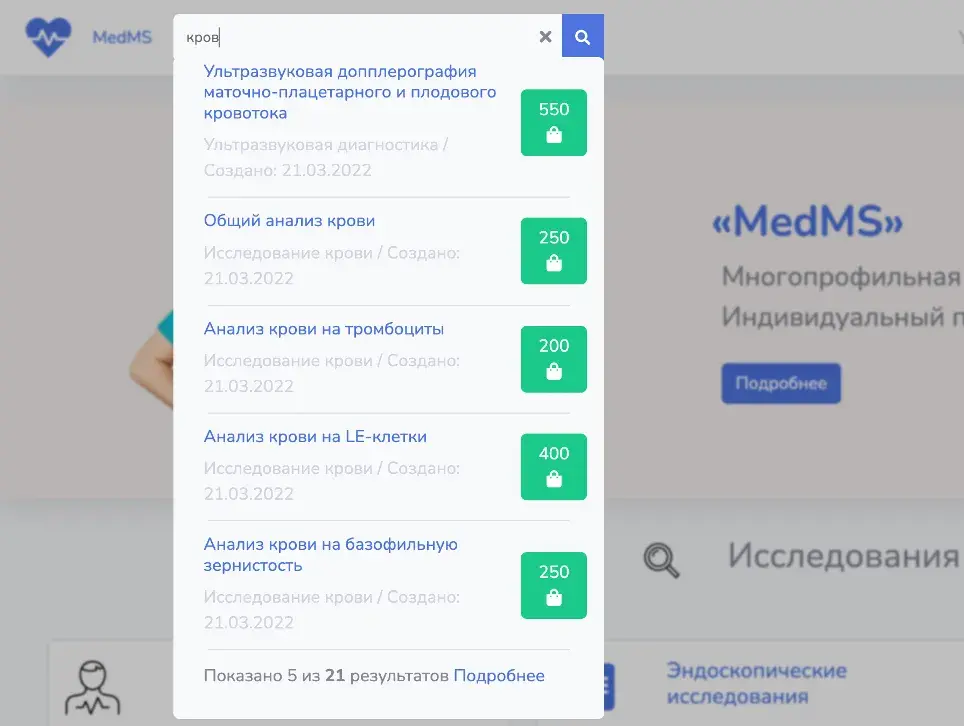 MedMS
кров
Ультразвуковая допплерография
маточно-плацетарного и плодового
кровотока
550
Ультразвуковая диагностика /
Создано: 21.03.2022
Общий анализ крови
250
Исследование крови / Создано:
21.03.2022
Анализ крови на тромбоциты
200
Исследование крови / Создано:
21.03.2022
Анализ крови на LE-клетки
400
Исследование крови / Создано:
21.03.2022
Анализ крови на базофильную
зернистость
250
Исследование крови / Создано:
21.03.2022
Показано 5 из 21 результатов Подробнее
«MedMS»
Многопрофильная
Индивидуальный п
Подробнее
Исследования
Эндоскопические
исследования